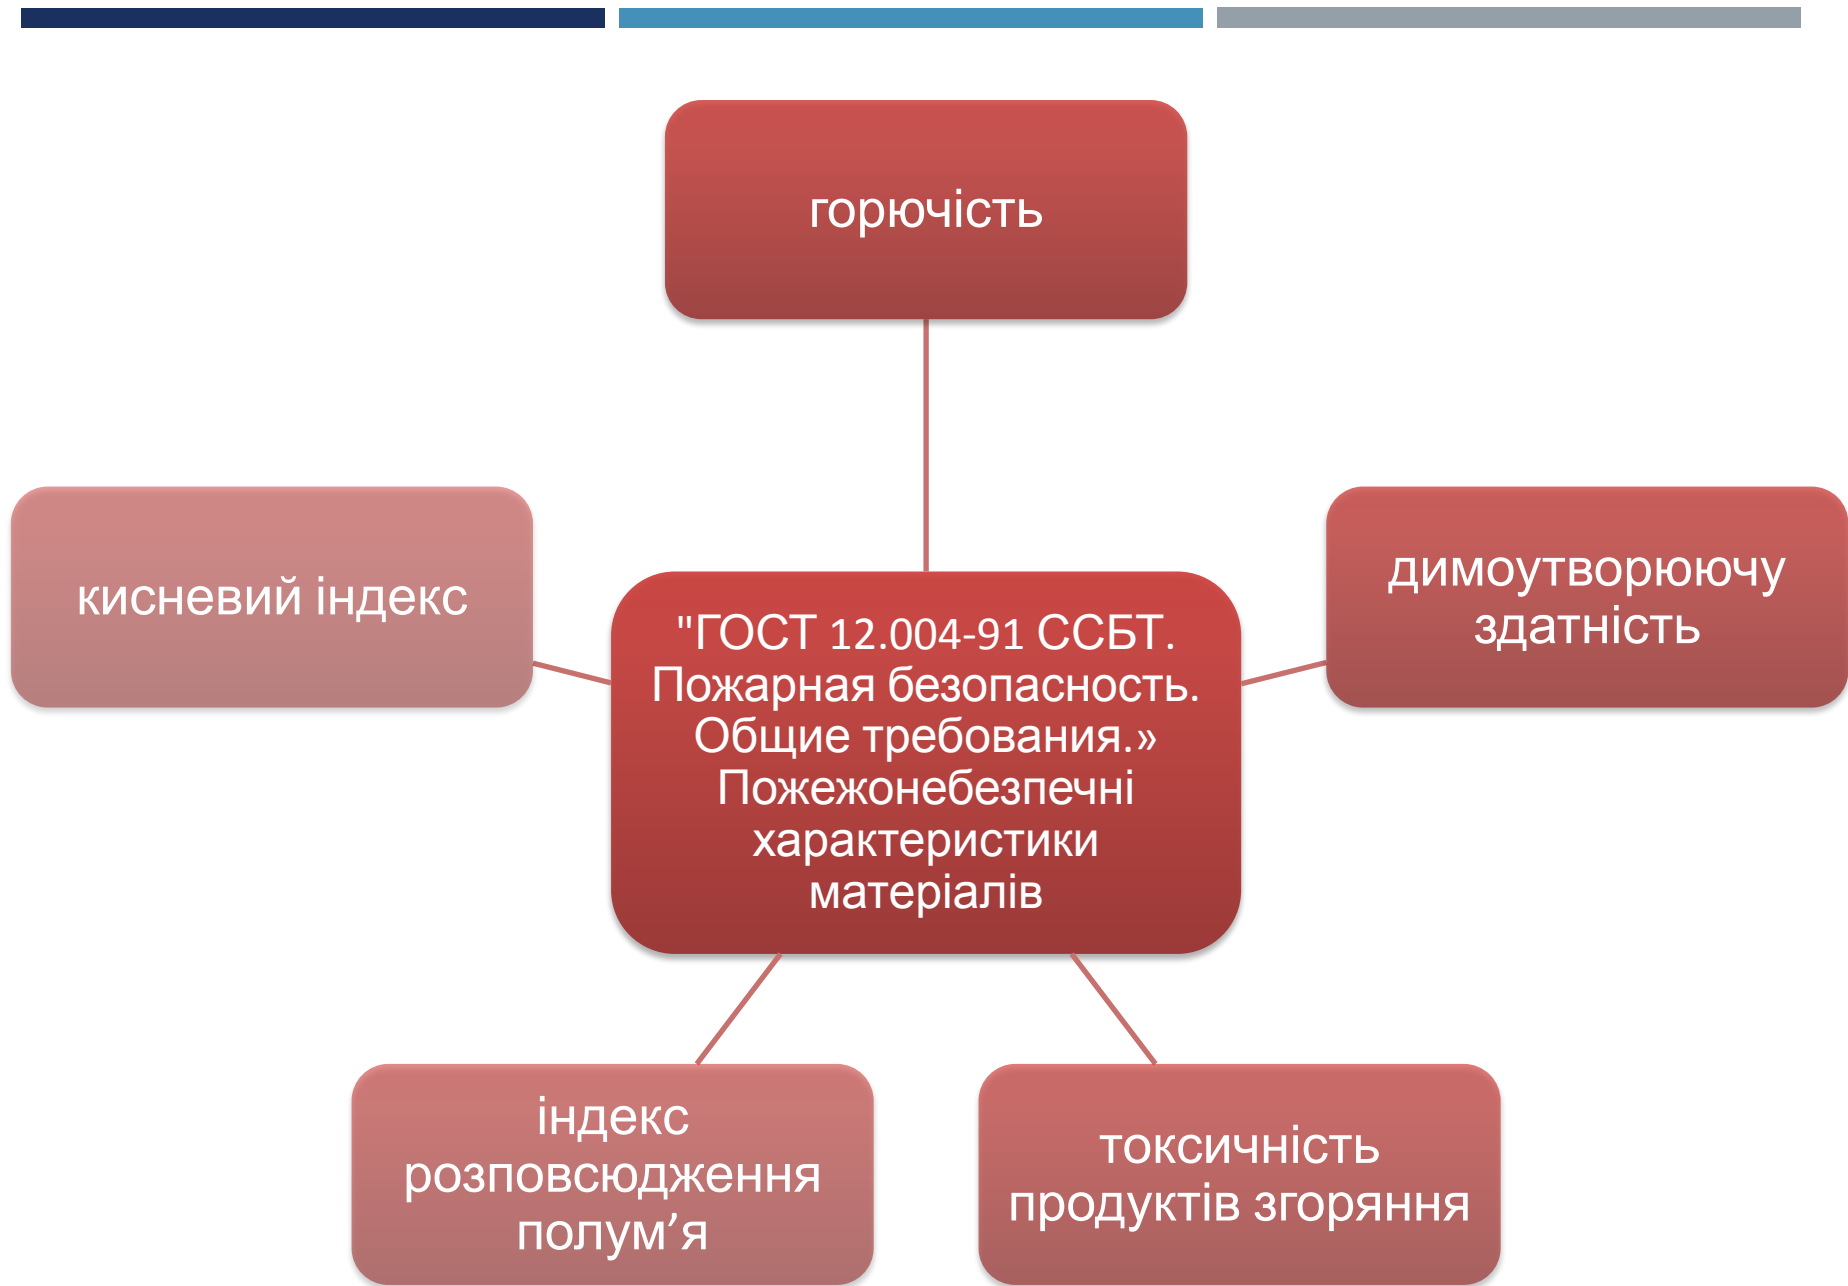 горючість
кисневий індекс
"ГОСТ 12.004-91 ССБТ.
Пожарная безопасность.
Общие требования.»
Пожежонебезпечні
характеристики
матеріалів
димоутворюючу
здатність
індекс
розповсюдження
полум’я
токсичність
продуктів згоряння